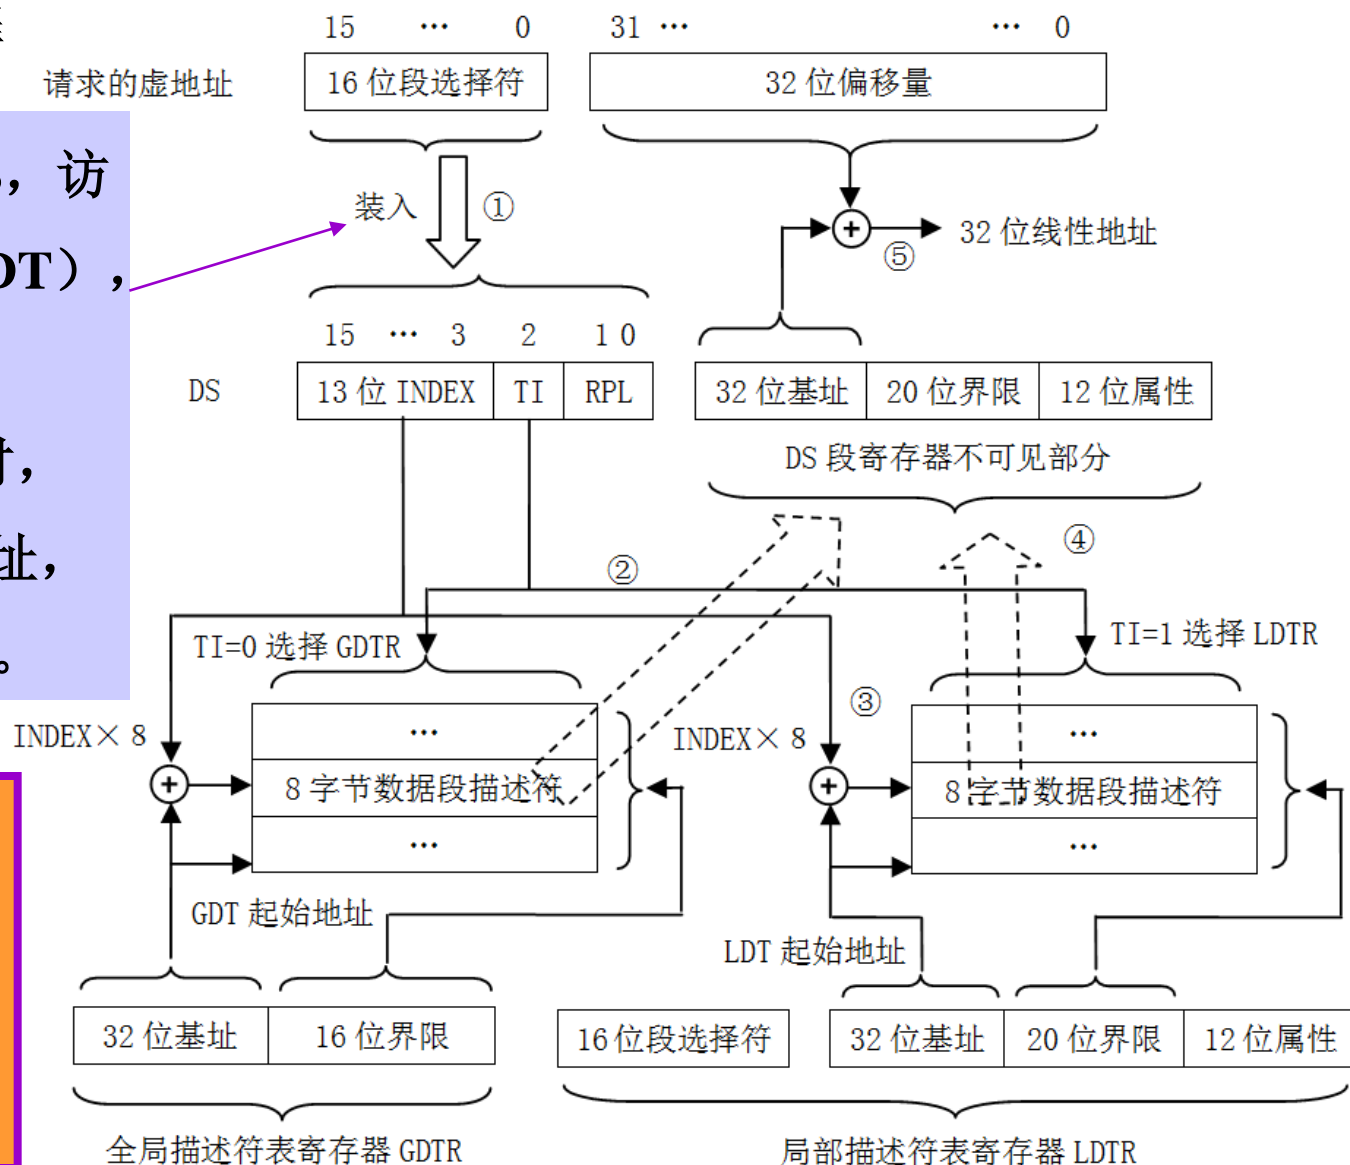 15 … 0 31 … … 0
请求的虚地址 16 位段选择符 32 位偏移量
，访
装入 ①
DT），
+ 32 位线性地址
⑤
15 … 3 2 1 0
DS 13 位 INDEX TI RPL 32 位基址 20 位界限 12 位属性
DS 段寄存器不可见部分
时，
④
址，
②
TI=0 选择 GDTR TI=1 选择 LDTR
。
③
INDEX×8 … INDEX×8 …
+ 8 字节数据段描述符 + 8 字节数据段描述符
… …
GDT 起始地址
LDT 起始地址
32 位基址 16 位界限 16 位段选择符 32 位基址 20 位界限 12 位属性
全局描述符表寄存器 GDTR 局部描述符表寄存器 LDTR